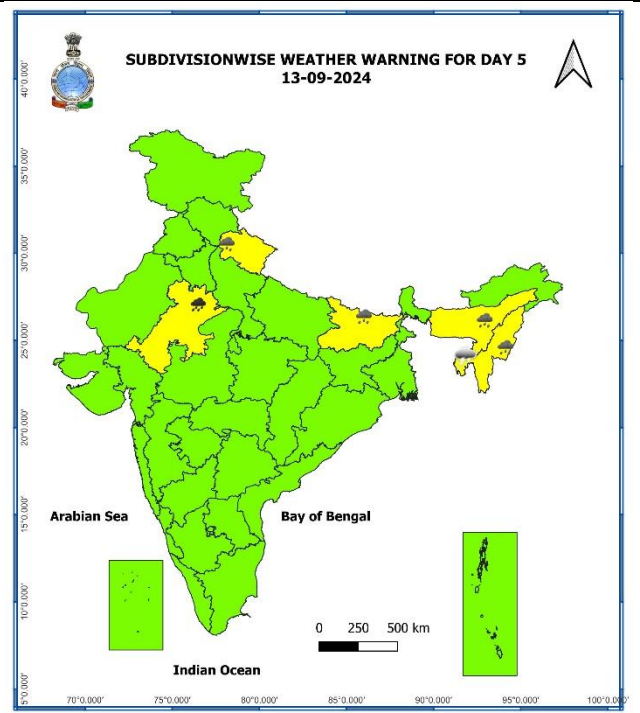 SUBDIVISIONWISE WEATHER WARNING FOR DAY 5
13-09-2024
40°0.000'
35°0.000'
30°0.000'
25°0.000'
20°0.000'
15°0.000'
10°0.000'
5°0.000'
Arabian Sea
Bay of Bengal
0 250 500 km
Indian Ocean
70°0.000' 75°0.000' 80°0.000' 85°0.000' 90°0.000' 95°0.000' 100°0.000'